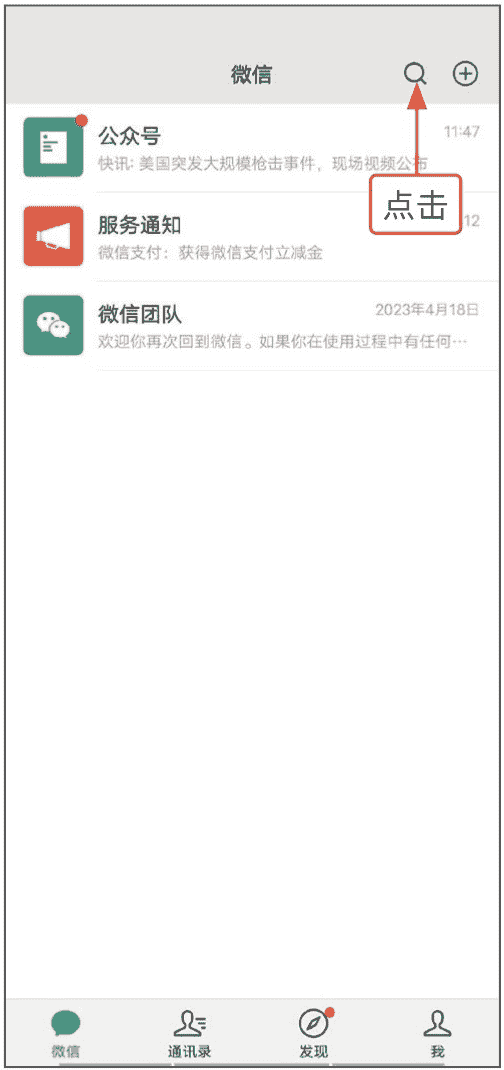 微信
公众号
11:47
快讯: 美国突发大规模枪击事件，现场视频公布
点击
服务通知
12
微信支付：获得微信支付立减金
微信团队
2023年4月18日
欢迎你再次回到微信。如果你在使用过程中有任何…
微信
通讯录
发现
我